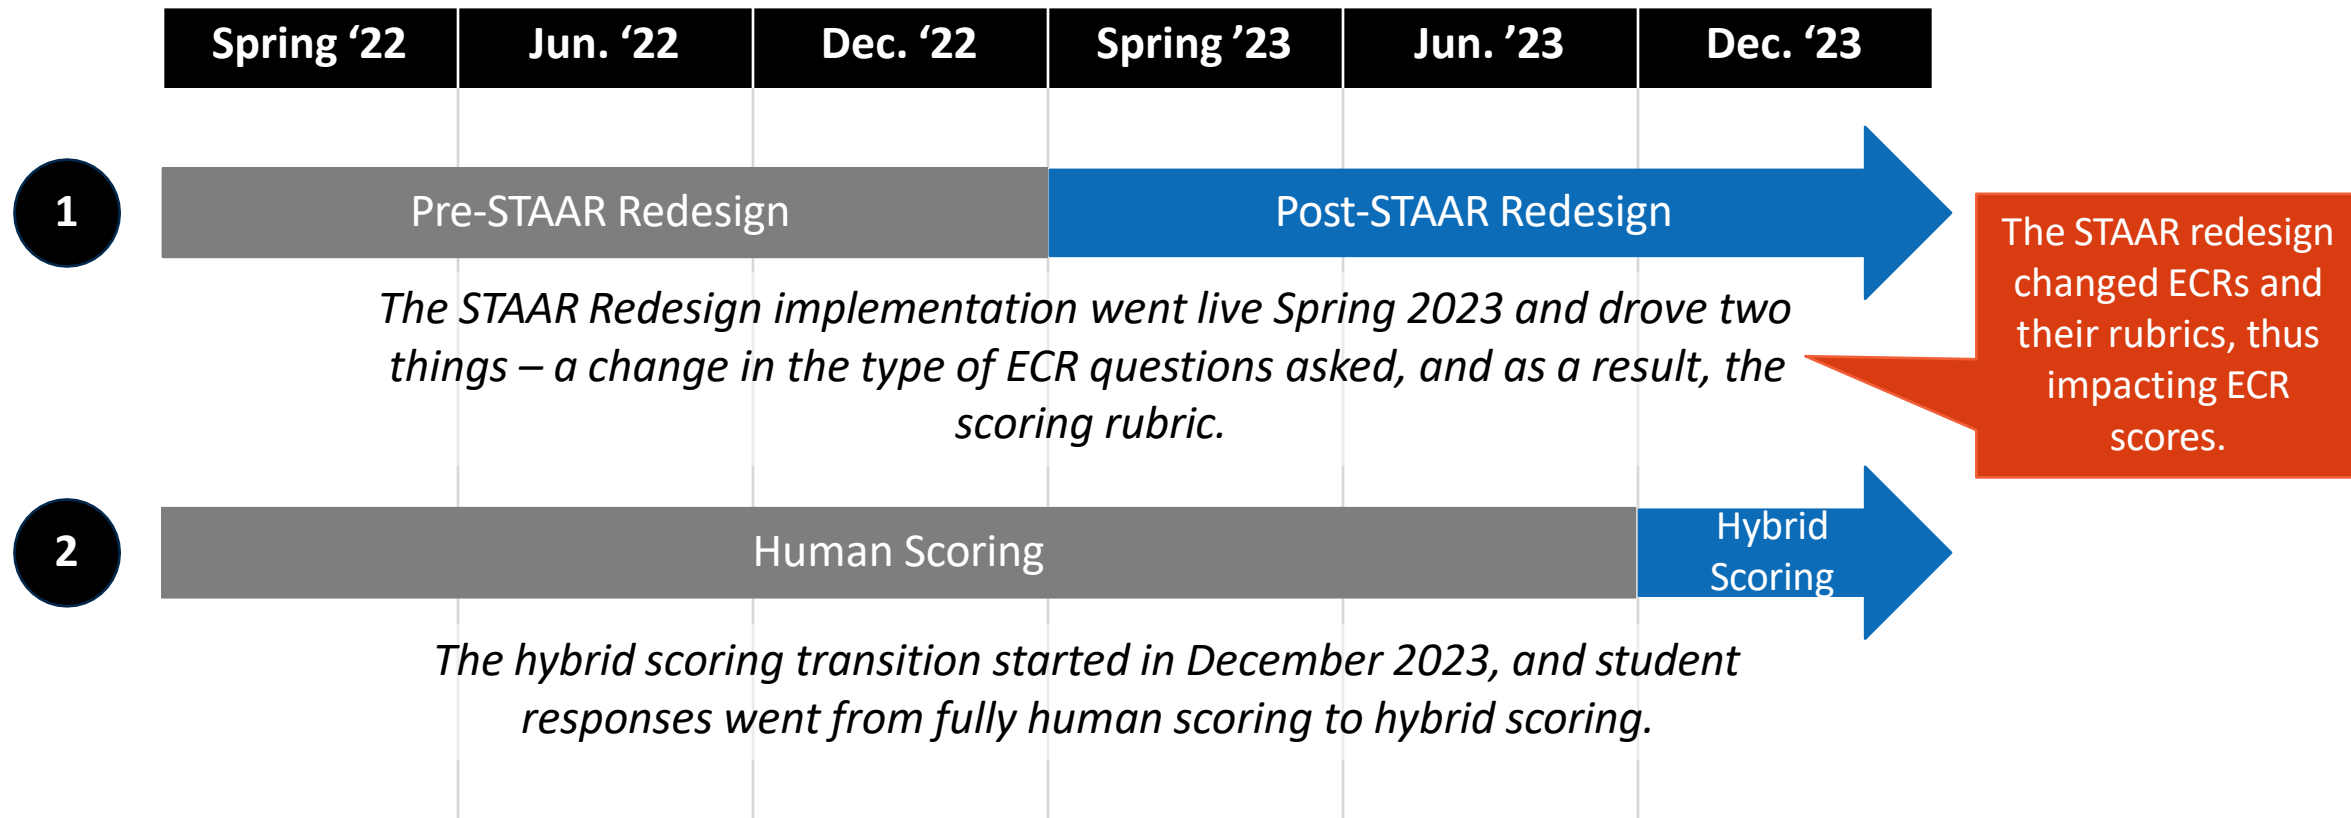 Spring ‘22
Jun. ‘22
Dec. ‘22
Spring ’23
Jun. ’23
Dec. ‘23
1
Pre-STAAR Redesign
Post-STAAR Redesign
The STAAR Redesign implementation went live Spring 2023 and drove two
things – a change in the type of ECR questions asked, and as a result, the
scoring rubric.
The STAAR redesign
changed ECRs and
their rubrics, thus
impacting ECR
scores.
2
Human Scoring
Hybrid
Scoring
The hybrid scoring transition started in December 2023, and student
responses went from fully human scoring to hybrid scoring.